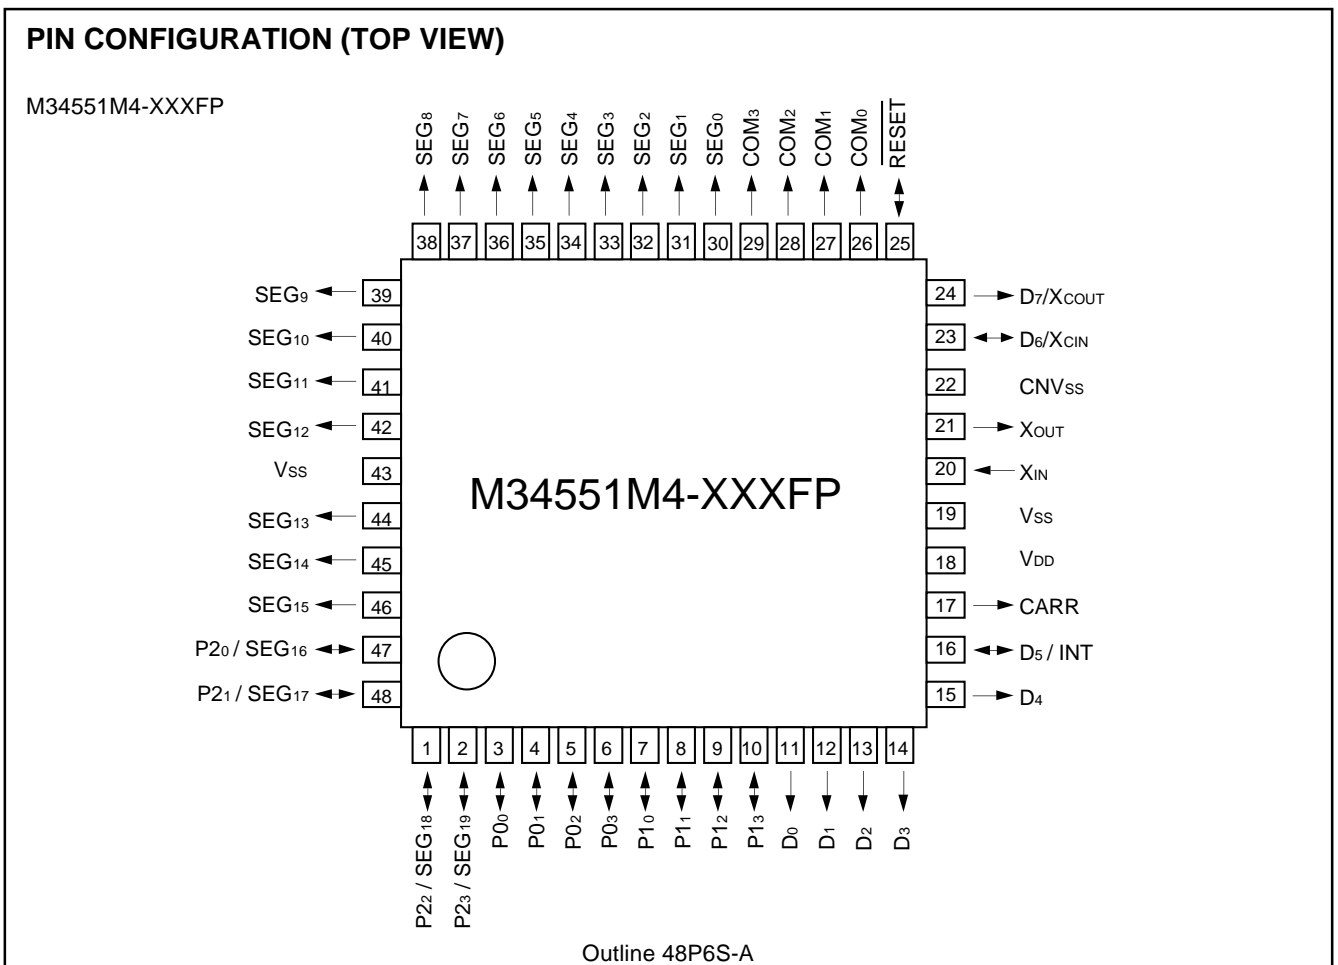 PIN CONFIGURATION (TOP VIEW)
M34551M4-XXXFP
SEG8
SEG7
SEG6
SEG5
SEG4
SEG3
SEG2
SEG1
SEG0
COM3
COM2
COM1
COM0
RESET
38 37 36 35 34 33 32 31 30 29 28 27 26 25
SEG9 39
SEG10 40
SEG11 41
SEG12 42
VSS 43
SEG13 44
SEG14 45
SEG15 46
P20 / SEG16 47
P21 / SEG17 48
M34551M4-XXXFP
24 D7/XCOUT
23 D6/XCIN
22 CNVSS
21 XOUT
20 XIN
19 VSS
18 VDD
17 CARR
16 D5 / INT
15 D4
1 2 3 4 5 6 7 8 9 10 11 12 13 14
P22 / SEG18
P23 / SEG19
P00
P01
P02
P03
P10
P11
P12
P13
D0
D1
D2
D3
Outline 48P6S-A